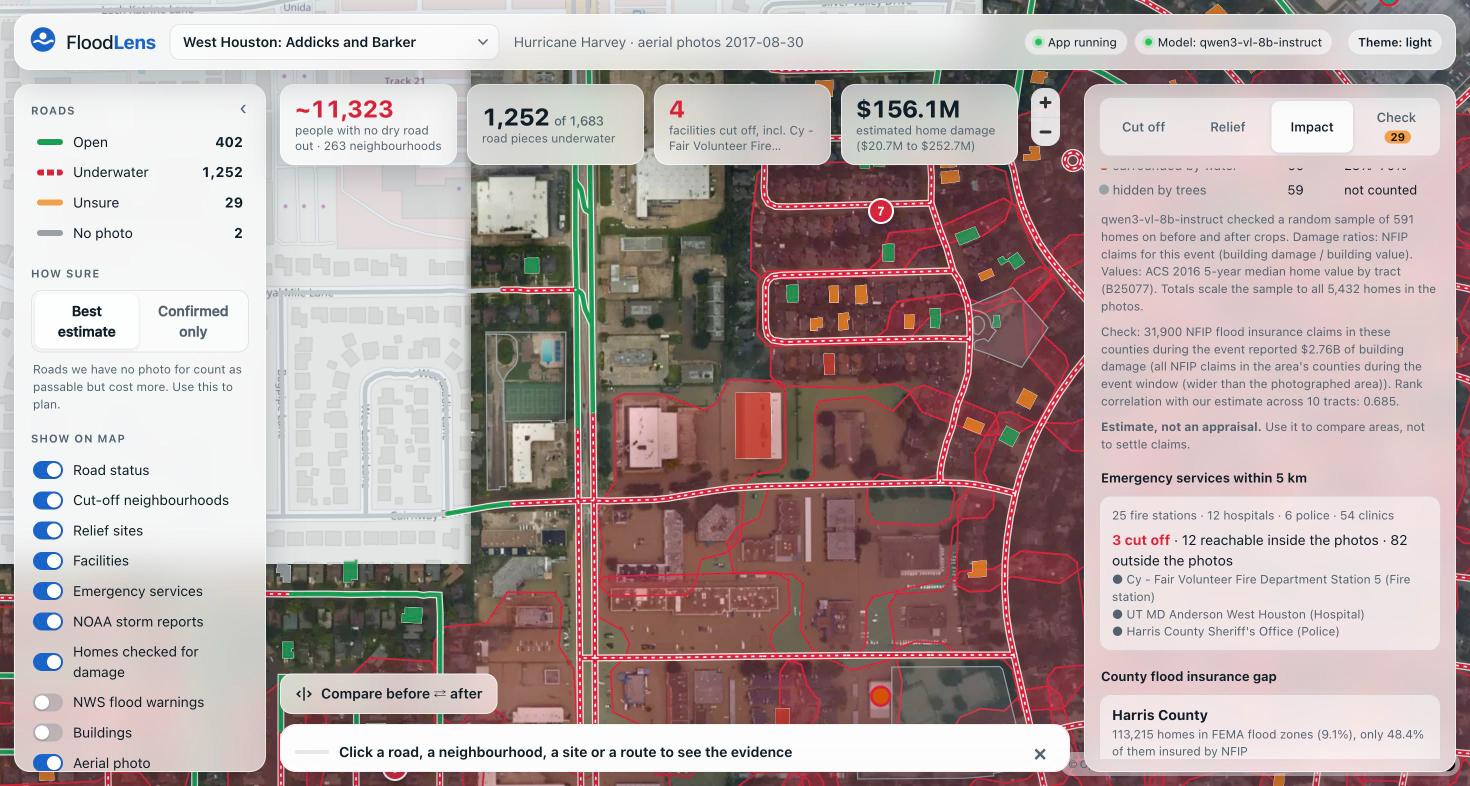 Unida
FloodLens
West Houston: Addicks and Barker
Hurricane Harvey · aerial photos 2017-08-30
App running
Model: qwen3-vl-8b-instruct
Theme: light
Track 21
ROADS
Open 402
Underwater 1,252
Unsure 29
No photo 2
HOW SURE
Best estimate
Confirmed only
Roads we have no photo for count as
passable but cost more. Use this to
plan.
SHOW ON MAP
Road status
Cut-off neighbourhoods
Relief sites
Facilities
Emergency services
NOAA storm reports
Homes checked for
damage
NWS flood warnings
Buildings
Aerial photo
~11,323
people with no dry road
out · 263 neighbourhoods
1,252 of 1,683
road pieces underwater
4
facilities cut off, incl. Cy -
Fair Volunteer Fire...
$156.1M
estimated home damage
($20.7M to $252.7M)
+
−
7
Compare before ⇄ after
Click a road, a neighbourhood, a site or a route to see the evidence
Cut off
Relief
Impact
Check
29
hidden by trees 59 not counted
qwen3-vl-8b-instruct checked a random sample of 591
homes on before and after crops. Damage ratios: NFIP
claims for this event (building damage / building value).
Values: ACS 2016 5-year median home value by tract
(B25077). Totals scale the sample to all 5,432 homes in the
photos.
Check: 31,900 NFIP flood insurance claims in these
counties during the event reported $2.76B of building
damage (all NFIP claims in the area's counties during the
event window (wider than the photographed area)). Rank
correlation with our estimate across 10 tracts: 0.685.
Estimate, not an appraisal. Use it to compare areas, not
to settle claims.
Emergency services within 5 km
25 fire stations · 12 hospitals · 6 police · 54 clinics
3 cut off · 12 reachable inside the photos · 82
outside the photos
Cy - Fair Volunteer Fire Department Station 5 (Fire
station)
UT MD Anderson West Houston (Hospital)
Harris County Sheriff's Office (Police)
County flood insurance gap
Harris County
113,215 homes in FEMA flood zones (9.1%), only 48.4%
of them insured by NFIP